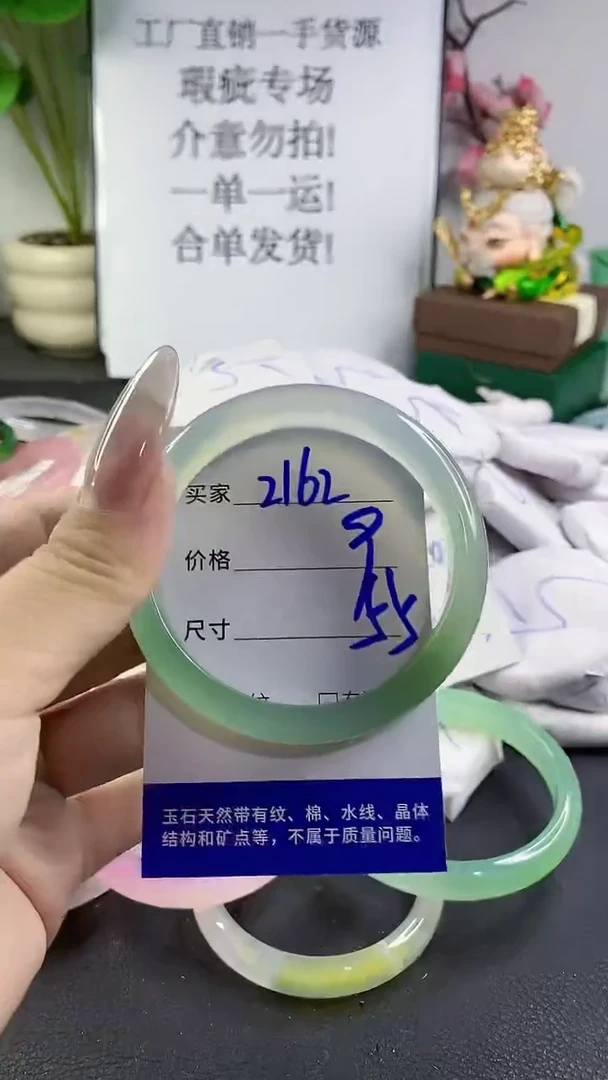 工厂直销一手货源
瑕疵专场
介意勿拍!
一单一运!
合单发货!
买家 2162
价格
尺寸 55
玉石天然带有纹、棉、水线、晶体
结构和矿点等，不属于质量问题。